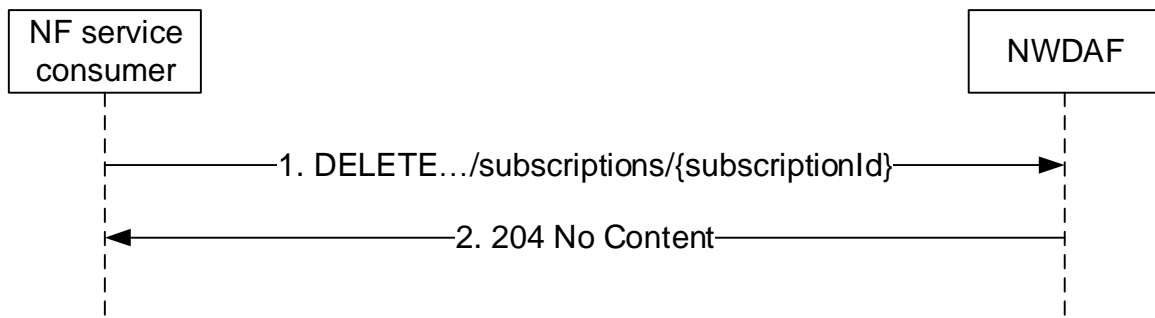 NF service
consumer
NWDAF
1. DELETE…/subscriptions/{subscriptionId}
2. 204 No Content